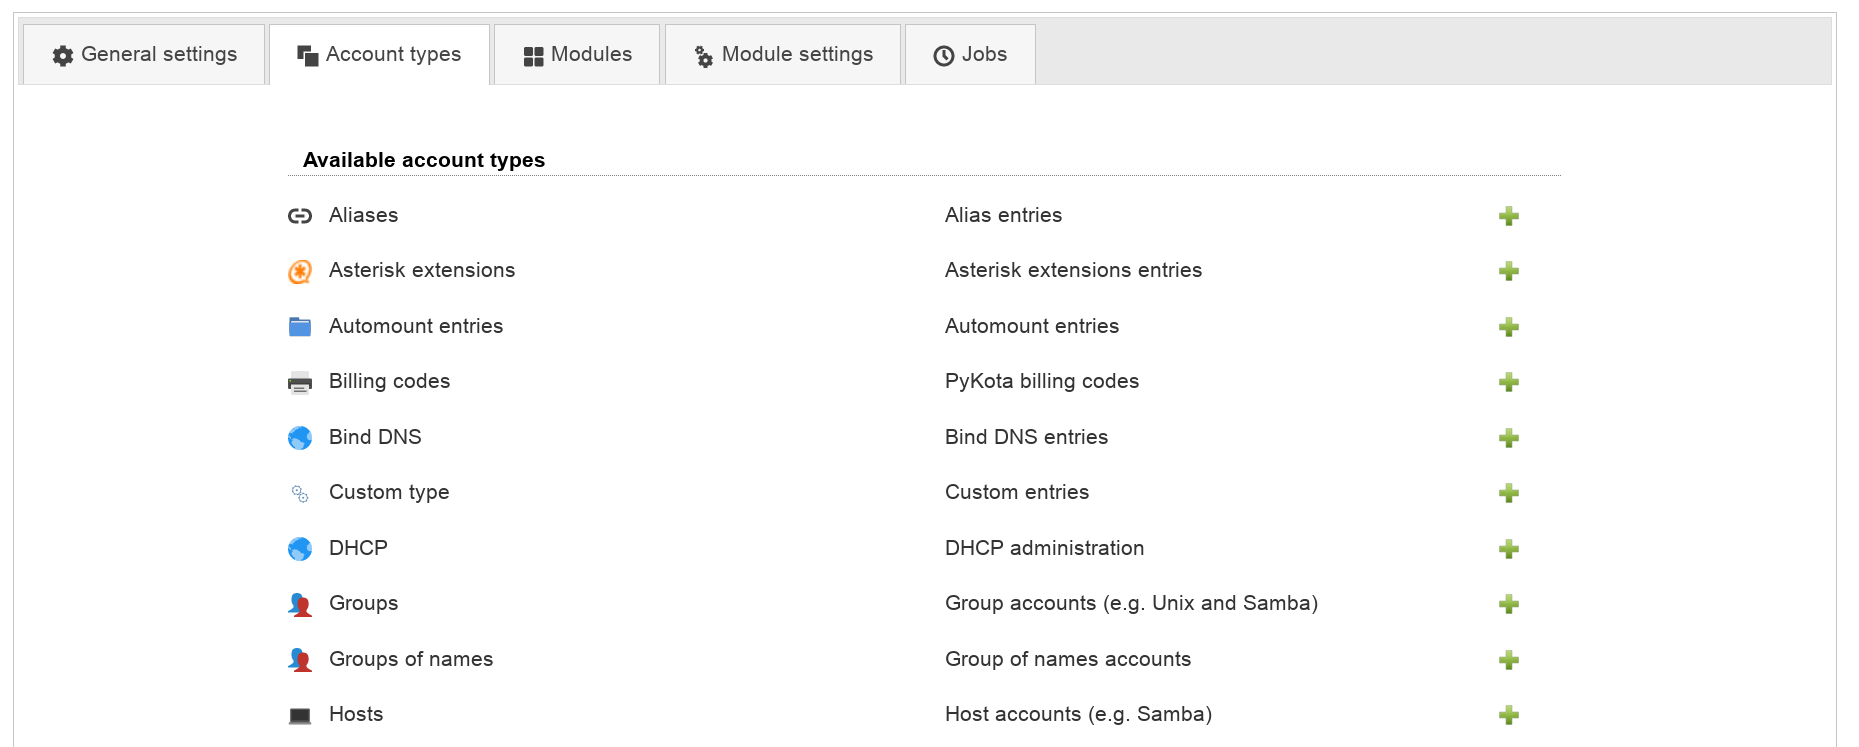 General settings Account types Modules Module settings Jobs
Available account types
Aliases Alias entries
Asterisk extensions Asterisk extensions entries
Automount entries Automount entries
Billing codes PyKota billing codes
Bind DNS Bind DNS entries
Custom type Custom entries
DHCP DHCP administration
Groups Group accounts (e.g. Unix and Samba)
Groups of names Group of names accounts
Hosts Host accounts (e.g. Samba)